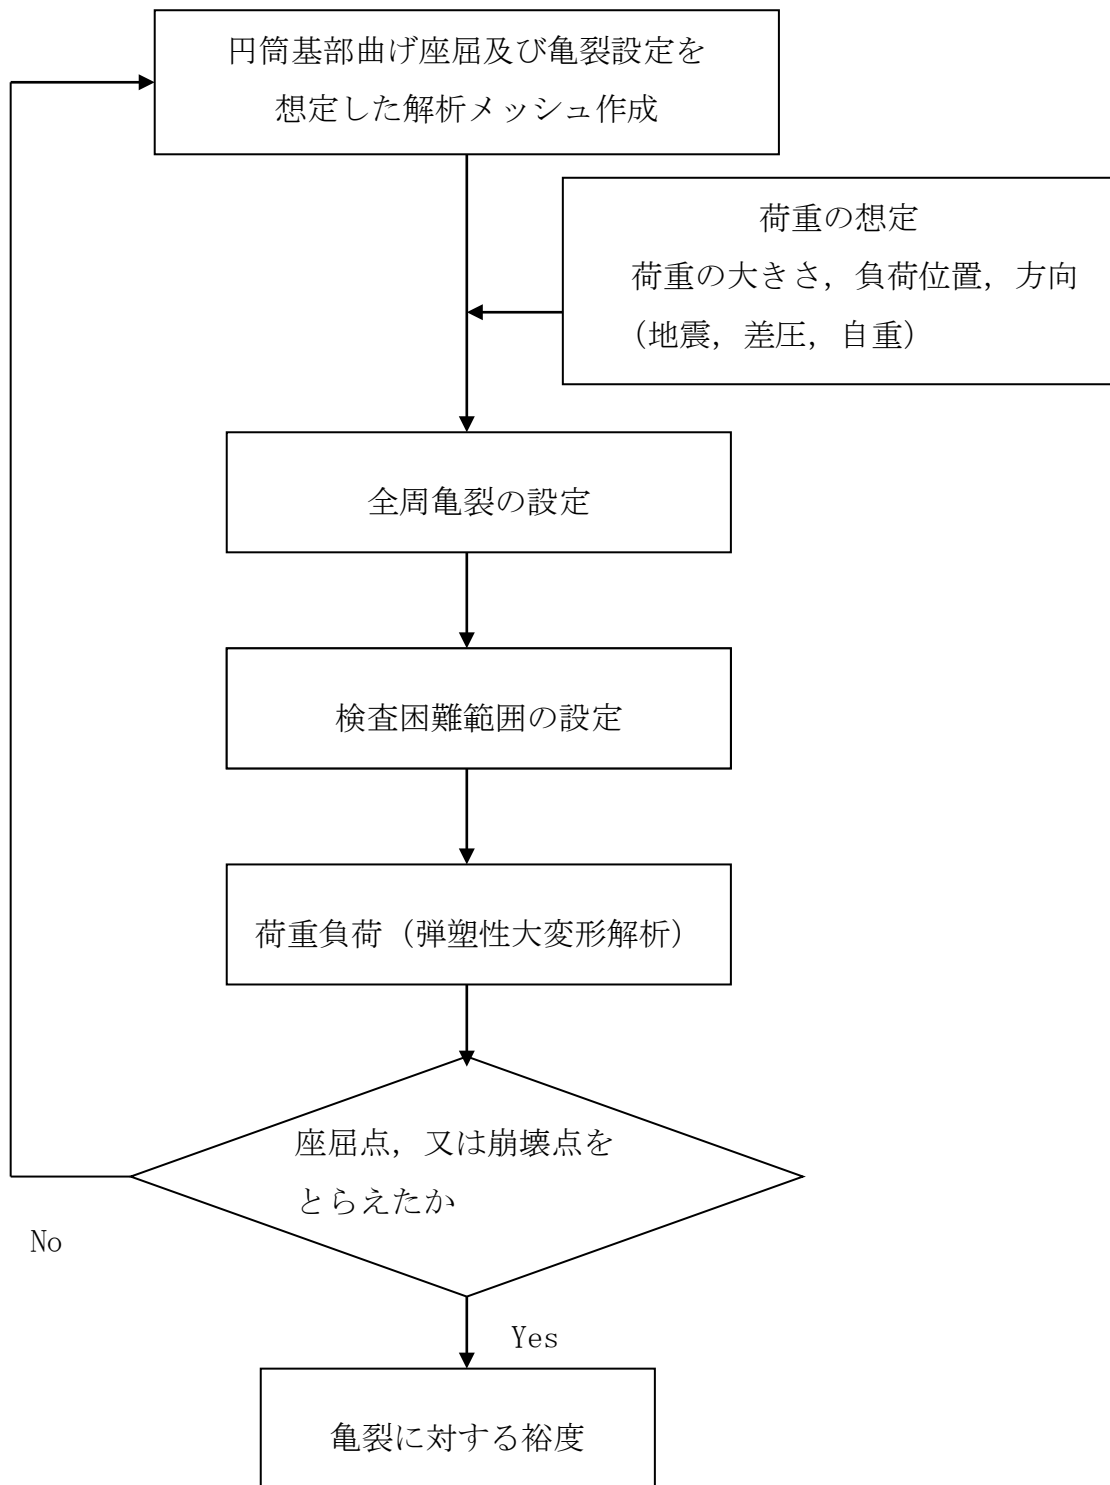 円筒基部曲げ座屈及び亀裂設定を
想定した解析メッシュ作成
荷重の想定
荷重の大きさ，負荷位置，方向
（地震，差圧，自重）
全周亀裂の設定
検査困難範囲の設定
荷重負荷（弾塑性大変形解析）
座屈点，又は崩壊点を
とらえたか
No
Yes
亀裂に対する裕度